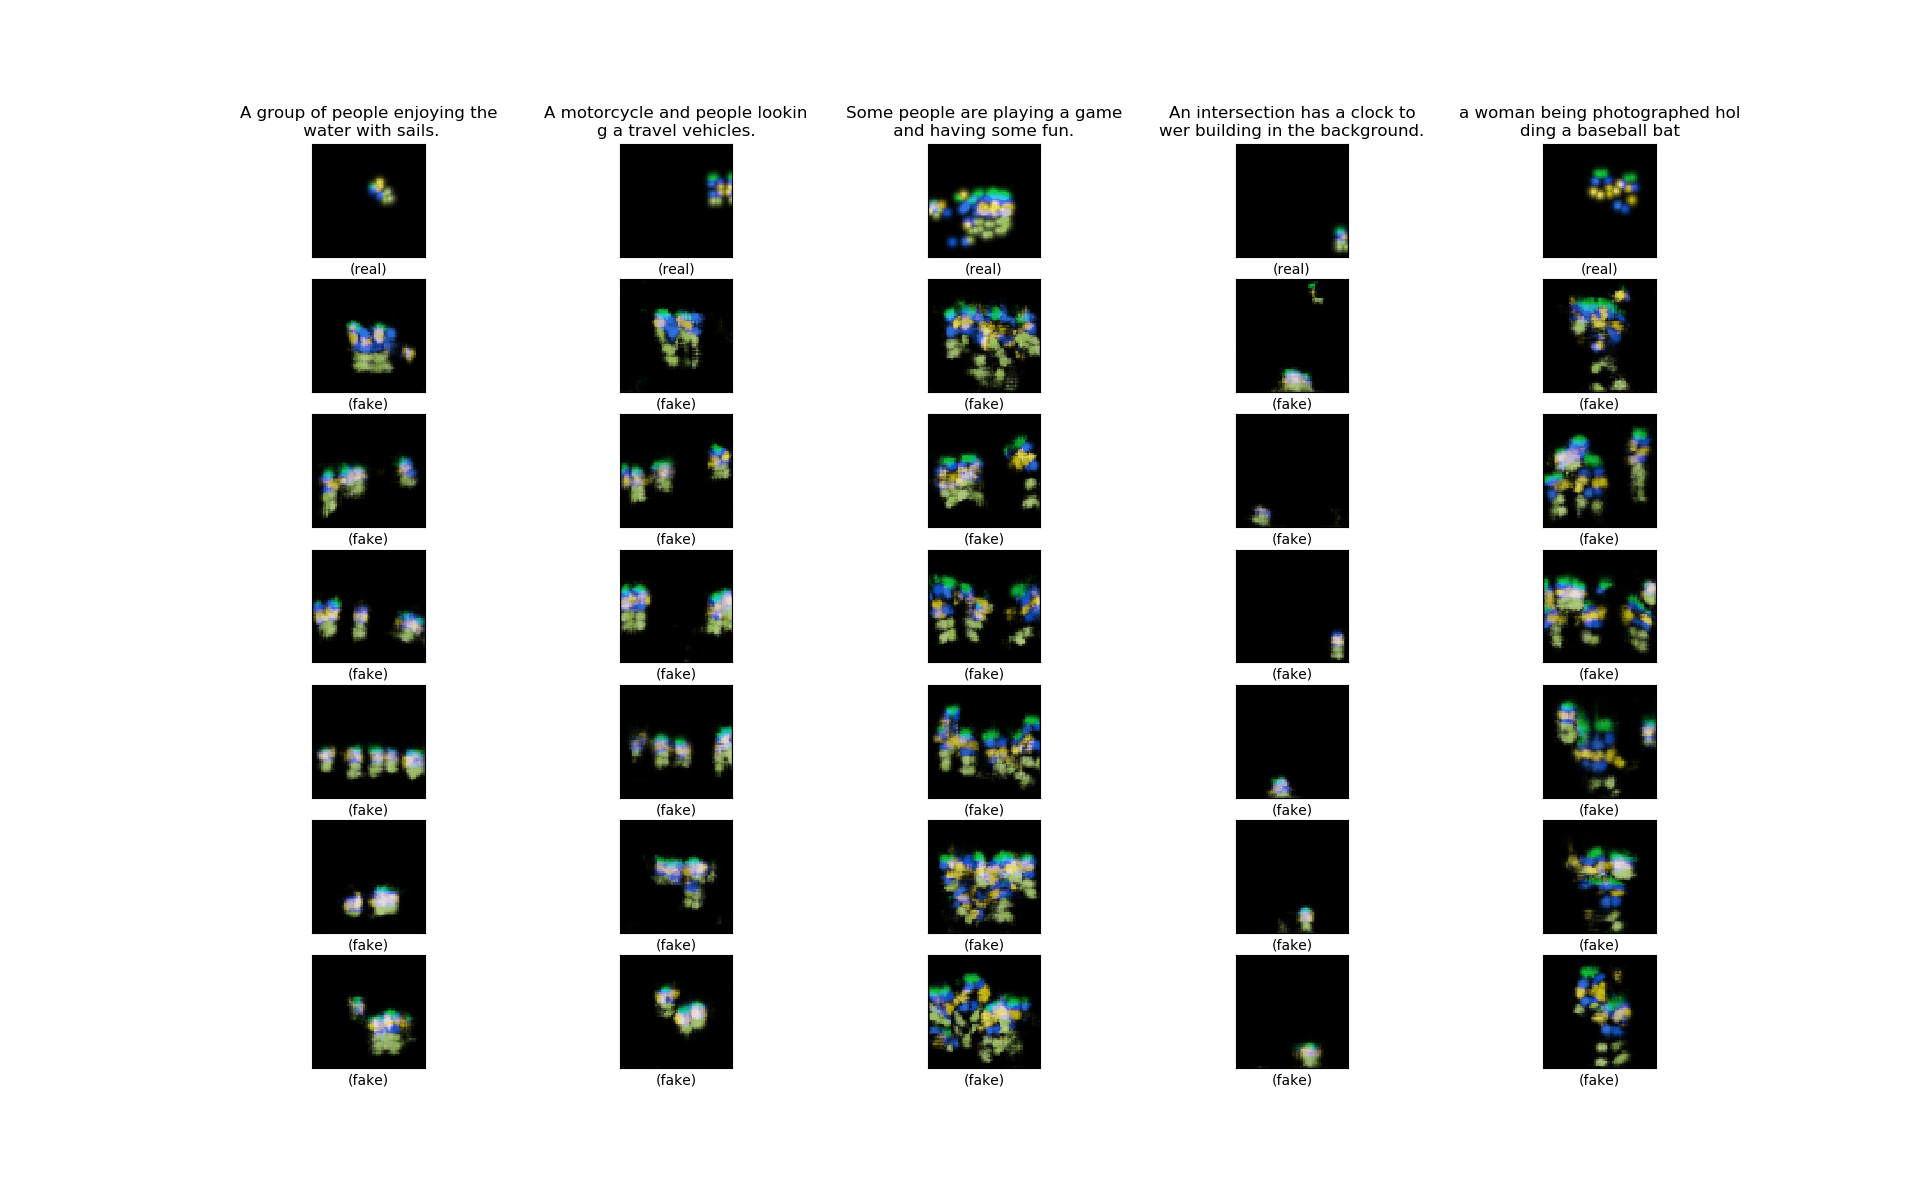 A group of people enjoying the
water with sails.
A motorcycle and people lookin
g a travel vehicles.
Some people are playing a game
and having some fun.
An intersection has a clock to
wer building in the background.
a woman being photographed hol
ding a baseball bat
(real) (real) (real) (real) (real)
(fake) (fake) (fake) (fake) (fake)
(fake) (fake) (fake) (fake) (fake)
(fake) (fake) (fake) (fake) (fake)
(fake) (fake) (fake) (fake) (fake)
(fake) (fake) (fake) (fake) (fake)
(fake) (fake) (fake) (fake) (fake)